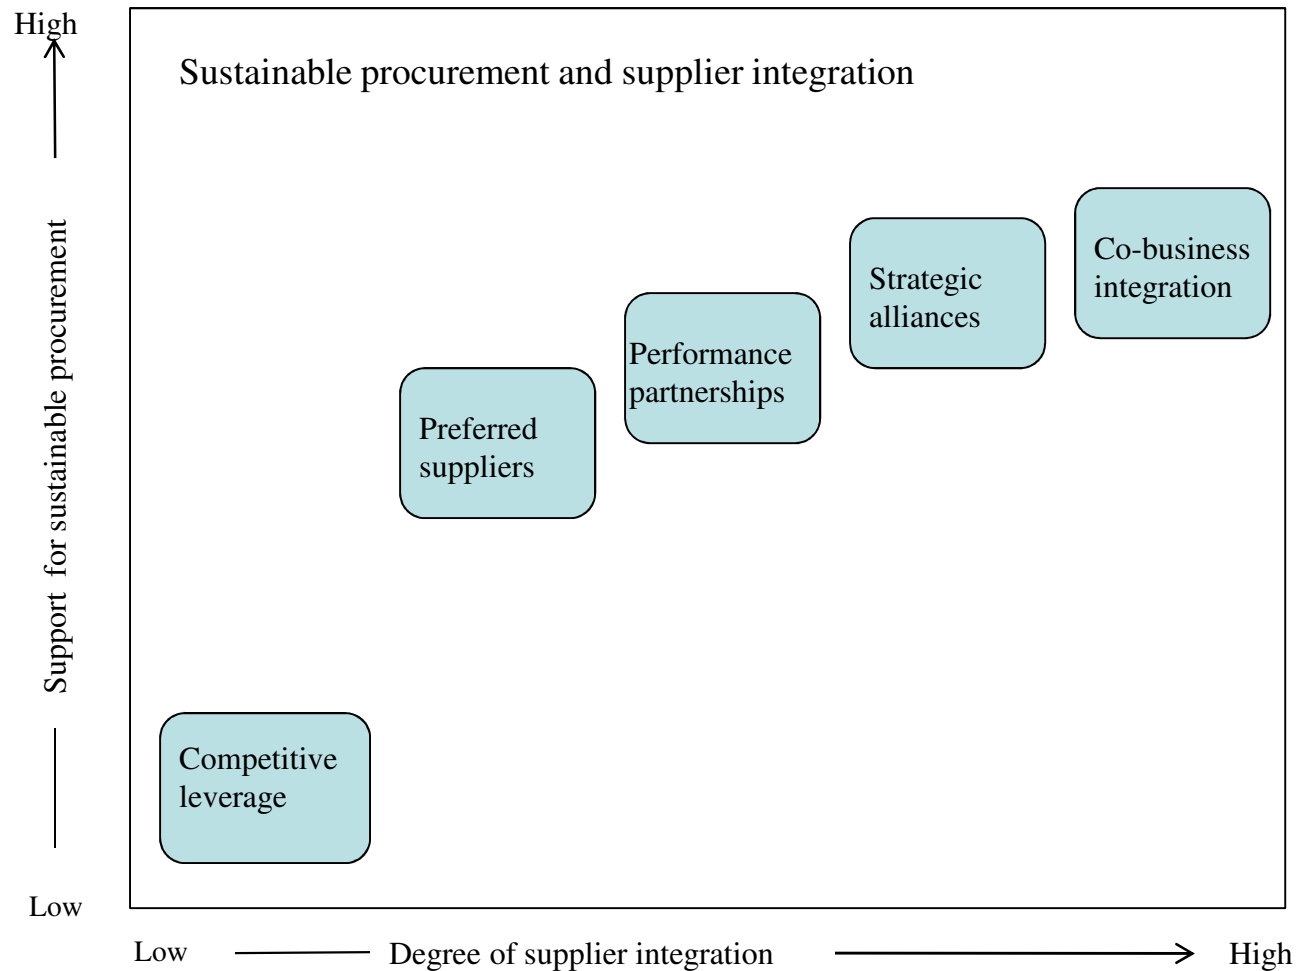 High
Sustainable procurement and supplier integration
Support for sustainable procurement
Co-business
integration
Strategic
alliances
Performance
partnerships
Preferred
suppliers
Competitive
leverage
Low
Low
Degree of supplier integration
High